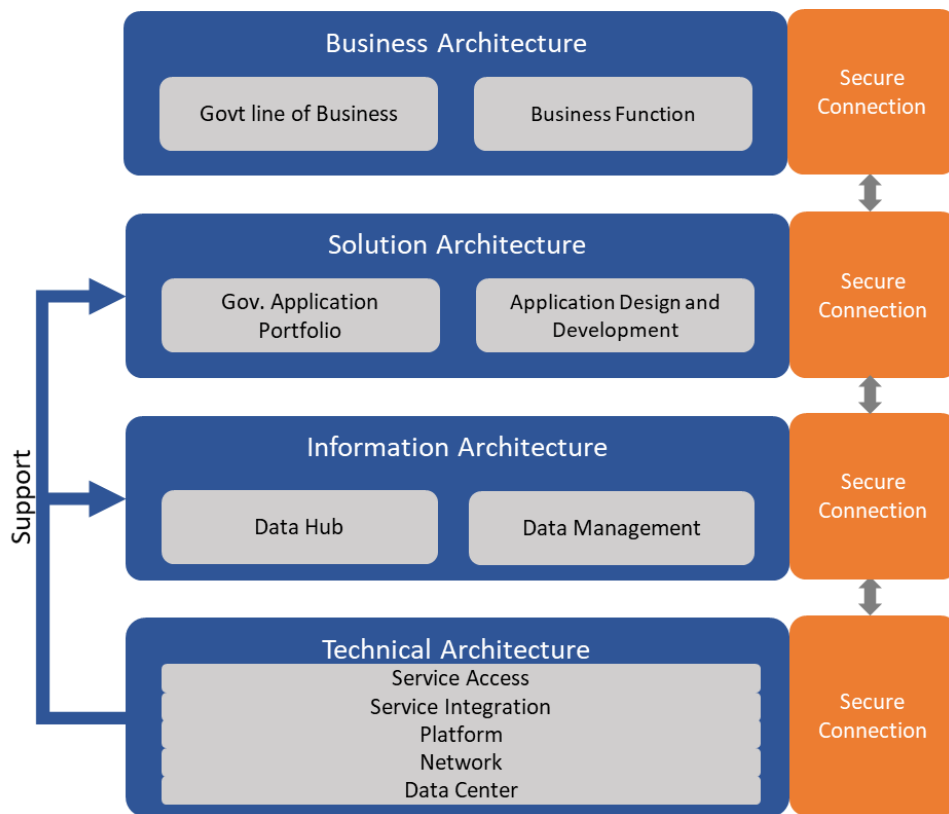 Business Architecture
Govt line of Business
Business Function
Secure
Connection
Solution Architecture
Gov. Application
Portfolio
Application Design and
Development
Secure
Connection
Support
Information Architecture
Data Hub
Data Management
Secure
Connection
Technical Architecture
Service Access
Service Integration
Platform
Network
Data Center
Secure
Connection